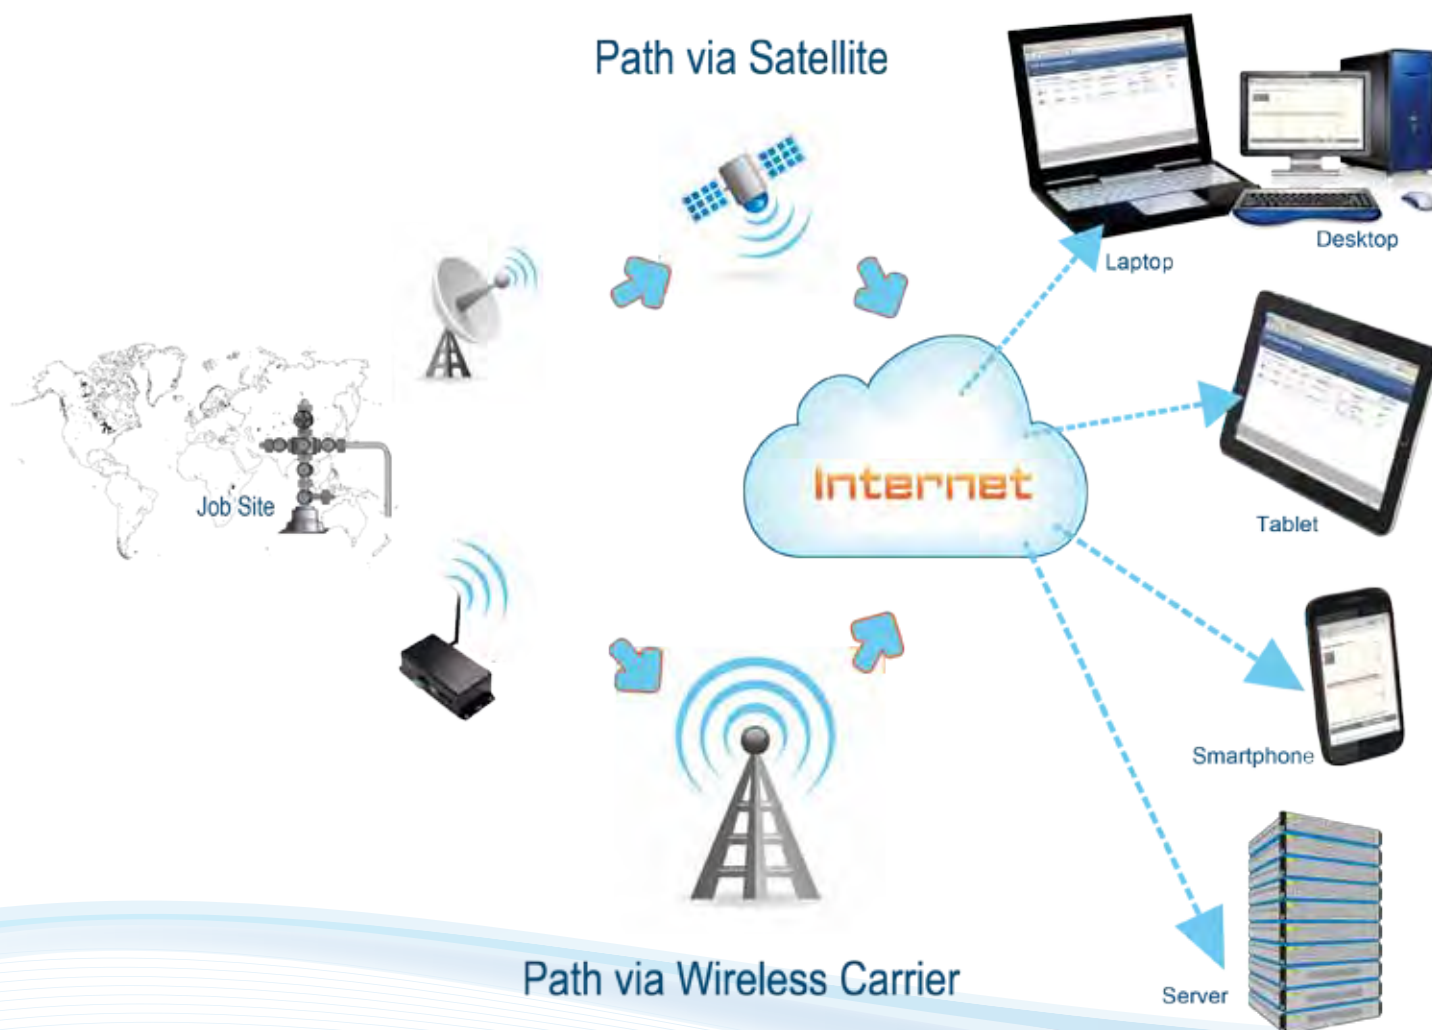 Path via Satellite
Desktop
Laptop
Job Site
Internet
Tablet
Smartphone
Path via Wireless Carrier
Server